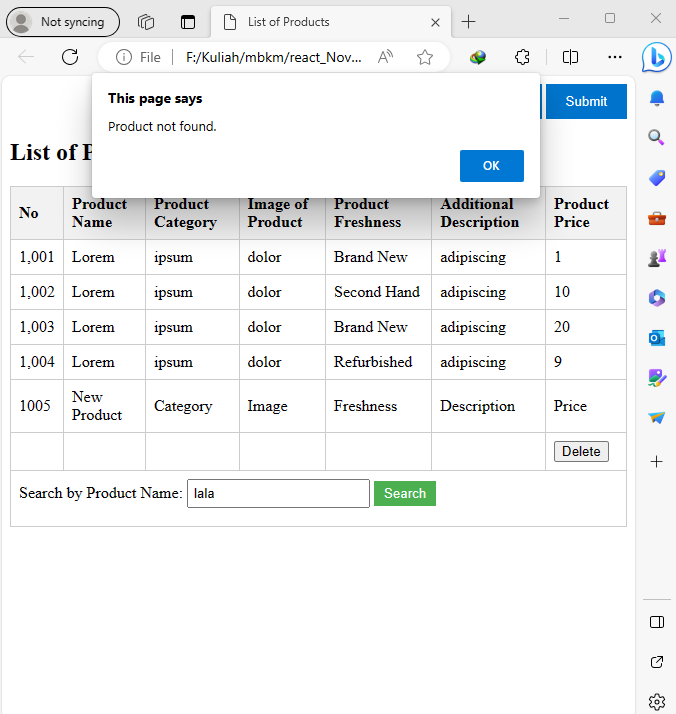 Not syncing
List of Products
File
F:/Kuliah/mbkm/react_Nov...
This page says
Product not found.
OK
Submit
List of P
No
Product Name
Product Category
Image of Product
Product Freshness
Additional Description
Product Price
1,001 Lorem ipsum dolor Brand New adipiscing 1
1,002 Lorem ipsum dolor Second Hand adipiscing 10
1,003 Lorem ipsum dolor Brand New adipiscing 20
1,004 Lorem ipsum dolor Refurbished adipiscing 9
1005 New Product Category Image Freshness Description Price
Delete
Search by Product Name: lala Search